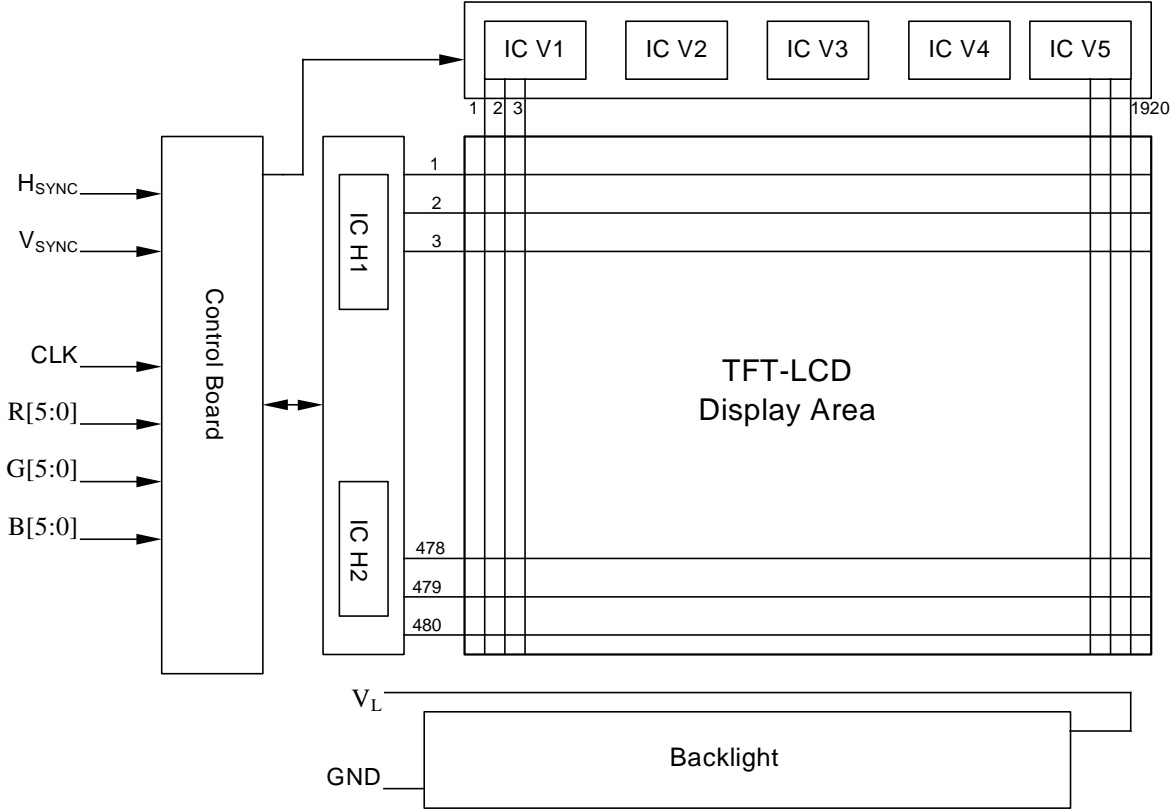 IC V1
IC V2
IC V3
IC V4
IC V5
1
2
3
1920
HSYNC
VSYNC
CLK
R[5:0]
G[5:0]
B[5:0]
Control Board
IC H1
IC H2
1
2
3
478
479
480
TFT-LCD
Display Area
VL
GND
Backlight